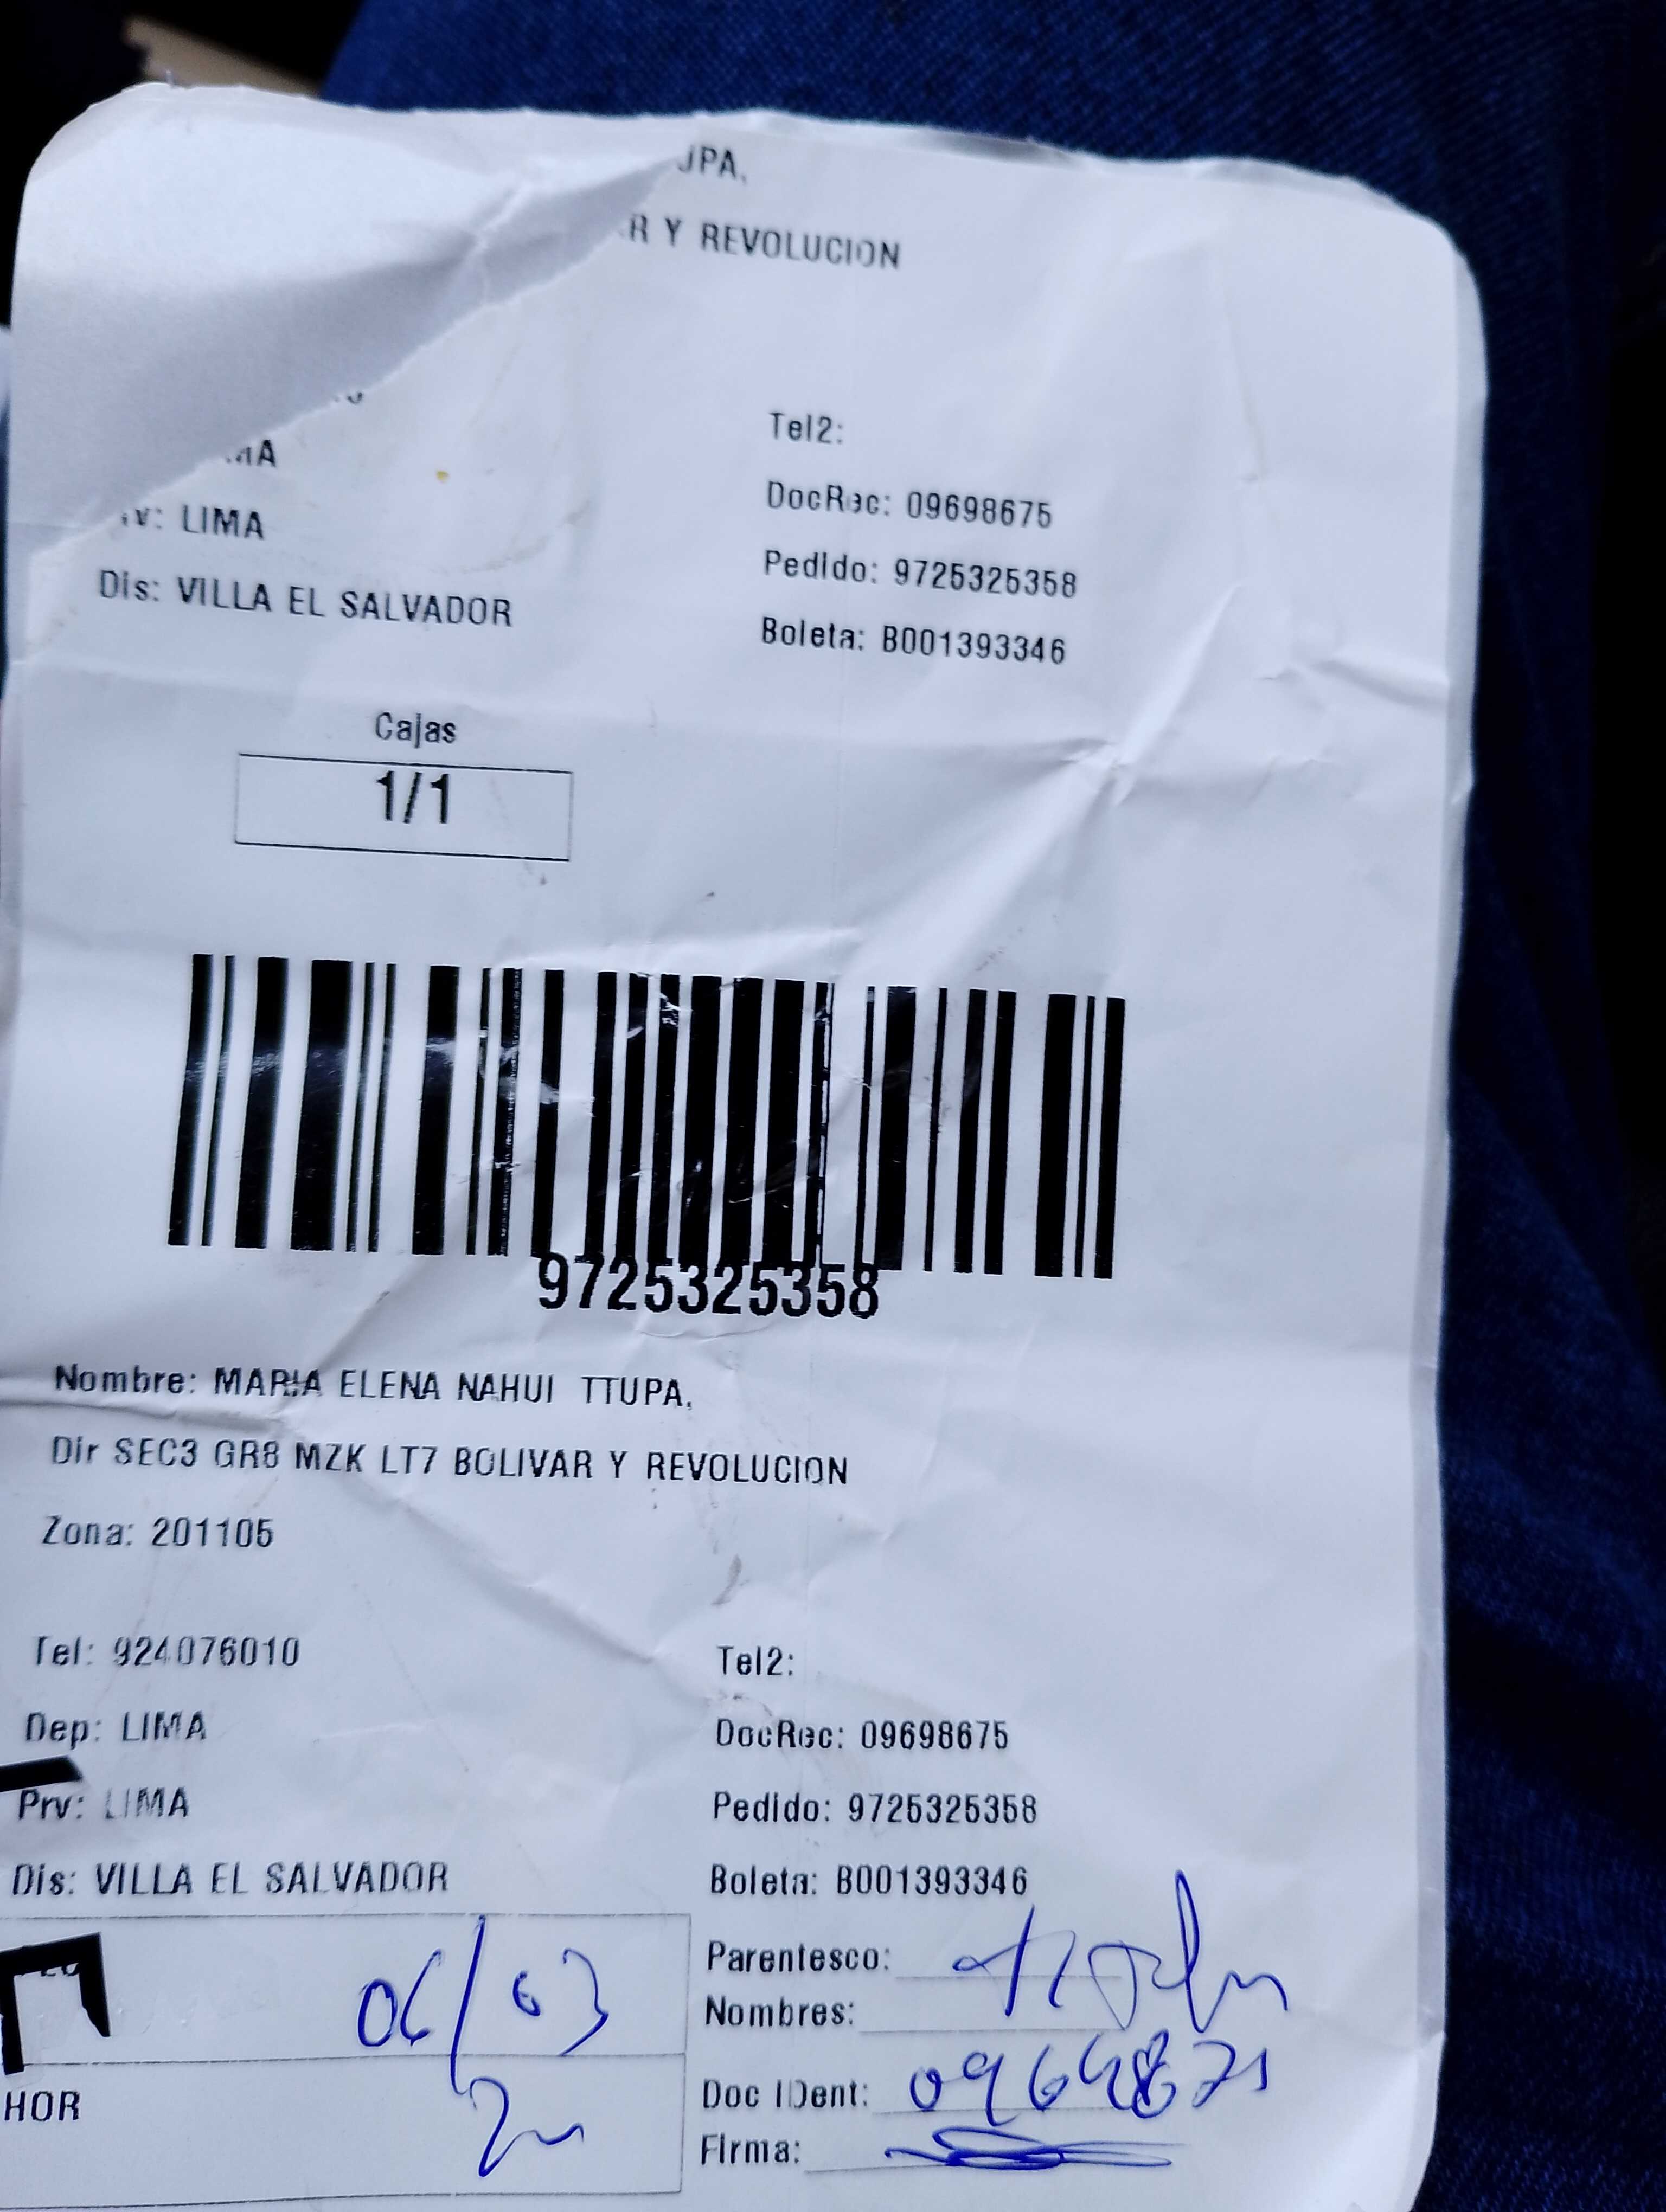 UPA,
R Y REVOLUCION
MA
Tel2:
v: LIMA
DocRec: 09698675
Dis: VILLA EL SALVADOR
Pedido: 9725325358
Boleta: B001393346
Cajas
1/1
9725325358
Nombre: MARIA ELENA NAHUI TTUPA,
Dir SEC3 GR8 MZK LT7 BOLIVAR Y REVOLUCION
Zona: 201105
Tel: 924076010
Tel2:
Dep: LIMA
DocRec: 09698675
Prv: LIMA
Pedido: 9725325358
Dis: VILLA EL SALVADOR
Boleta: B001393346
06/03
Parentesco:
Nombres:
HOR
Doc IDent:
Firma: